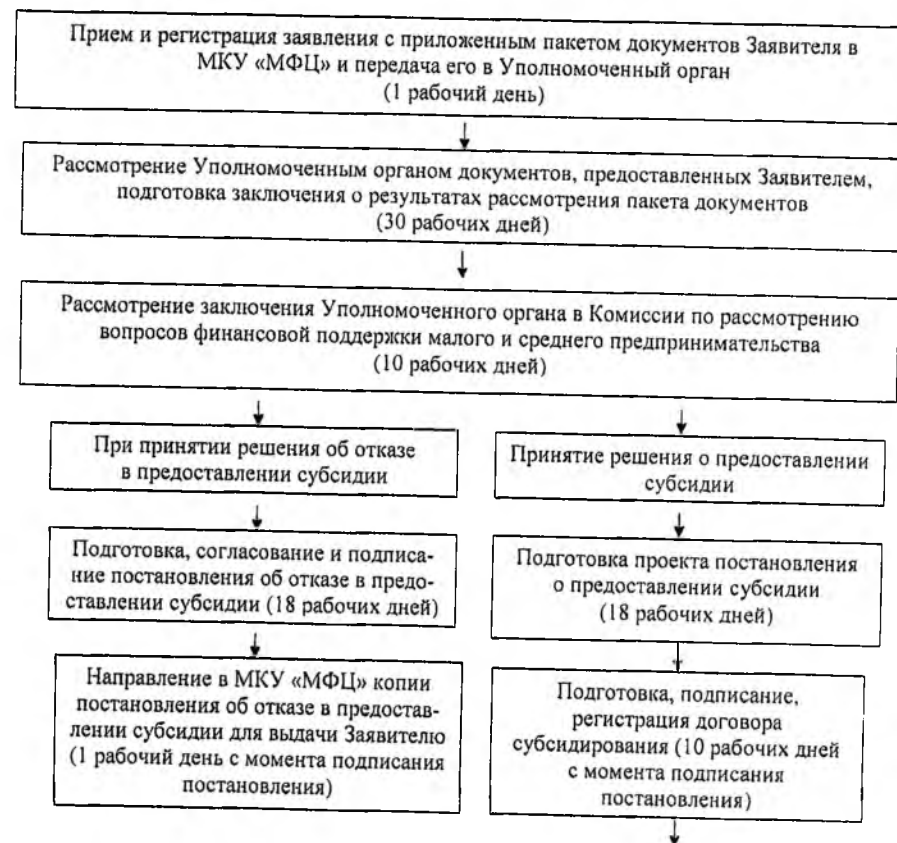 Прием и регистрация заявления с приложенным пакетом документов Заявителя в
МКУ «МФЦ» и передача его в Уполномоченный орган
(1 рабочий день)
Рассмотрение Уполномоченным органом документов, предоставленных Заявителем,
подготовка заключения о результатах рассмотрения пакета документов
(30 рабочих дней)
Рассмотрение заключения Уполномоченного органа в Комиссии по рассмотрению
вопросов финансовой поддержки малого и среднего предпринимательства
(10 рабочих дней)
При принятии решения об отказе
в предоставлении субсидии
Подготовка, согласование и подписа-
ние постановления об отказе в предо-
ставлении субсидии (18 рабочих дней)
Направление в МКУ «МФЦ» копии
постановления об отказе в предостав-
лении субсидии для выдачи Заявителю
(1 рабочий день с момента подписания
постановления)
Принятие решения о предоставлении
субсидии
Подготовка проекта постановления
о предоставлении субсидии
(18 рабочих дней)
Подготовка, подписание,
регистрация договора
субсидирования (10 рабочих дней
с момента подписания
постановления)